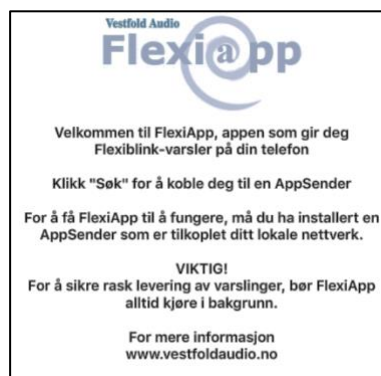 Vestfold Audio
Flexi@pp
Velkommen til FlexiApp, appen som gir deg
Flexiblink-varsler på din telefon
Klikk "Søk" for å koble deg til en AppSender
For å få FlexiApp til å fungere, må du ha installert en
AppSender som er tilkoplet ditt lokale nettverk.
VIKTIG!
For å sikre rask levering av varslinger, bør FlexiApp
alltid kjøre i bakgrunn.
For mere informasjon
www.vestfoldaudio.no